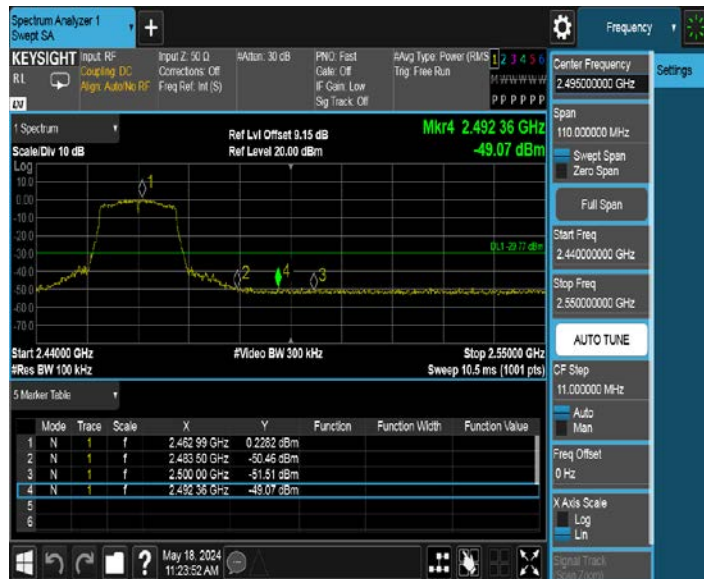 Spectrum Analyzer 1
Swept SA
+
Frequency
KEYSIGHT
RL
LXI
Input: RF
Coupling: DC
Align: Auto/No RF
Input Z: 50 Ω
Corrections: Off
Freq Ref: Int (S)
#Atten: 30 dB
PNO: Fast
Gate: Off
IF Gain: Low
Sig Track: Off
#Avg Type: Power (RMS
Trig: Free Run
1 2 3 4 5 6
M W W W W W
P P P P P P
1 Spectrum
Scale/Div 10 dB
Ref Lvl Offset 9.15 dB
Ref Level 20.00 dBm
Mkr4 2.492 36 GHz
-49.07 dBm
Log
10.0
0.00
-10.0
-20.0
-30.0
-40.0
-50.0
-60.0
-70.0
1
2
4
3
DL1 -29.77 dBm
Start 2.44000 GHz
#Video BW 300 kHz
Stop 2.55000 GHz
#Res BW 100 kHz
Sweep 10.5 ms (1001 pts)
5 Marker Table
Mode Trace Scale X Y Function Function Width Function Value
1 N 1 f 2.462 99 GHz 0.2282 dBm
2 N 1 f 2.483 50 GHz -50.46 dBm
3 N 1 f 2.500 00 GHz -51.51 dBm
4 N 1 f 2.492 36 GHz -49.07 dBm
5
6
May 18, 2024
11:23:52 AM
Center Frequency
2.495000000 GHz
Span
110.000000 MHz
Swept Span
Zero Span
Full Span
Start Freq
2.440000000 GHz
Stop Freq
2.550000000 GHz
AUTO TUNE
CF Step
11.000000 MHz
Auto
Man
Freq Offset
0 Hz
X Axis Scale
Log
Lin
Signal Track
(Span Zoom)
Settings